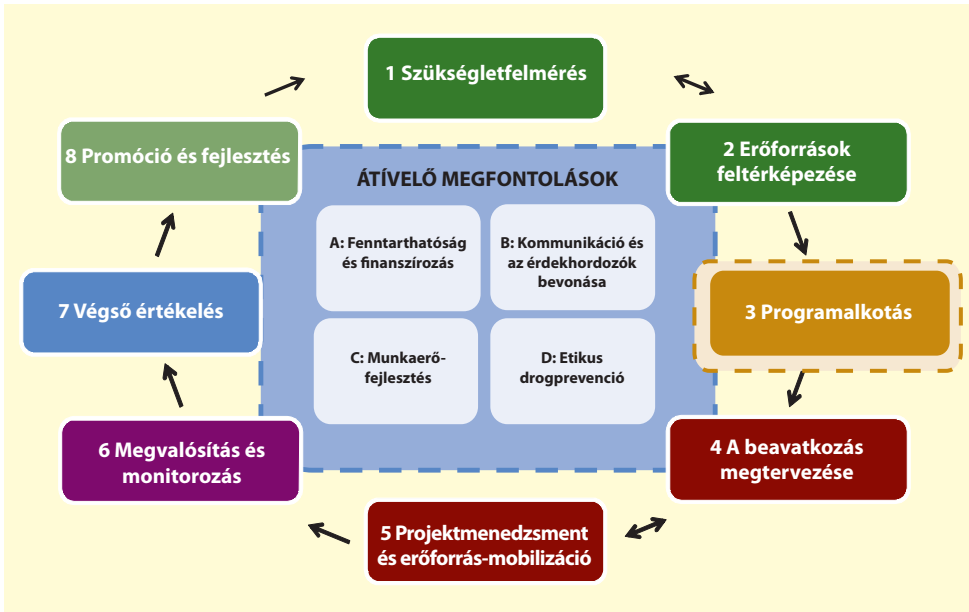 1 Szükségletfelmérés
2 Erőforrások
feltérképezése
3 Programalkotás
4 A beavatkozás
megtervezése
5 Projektmenedzsment
és erőforrás-mobilizáció
6 Megvalósítás és
monitorozás
7 Végső értékelés
8 Promóció és fejlesztés
ÁTÍVELŐ MEGFONTOLÁSOK
A: Fenntarthatóság
és finanszírozás
B: Kommunikáció és
az érdekhordozók
bevonása
C: Munkaerő-
fejlesztés
D: Etikus
drogprevenció